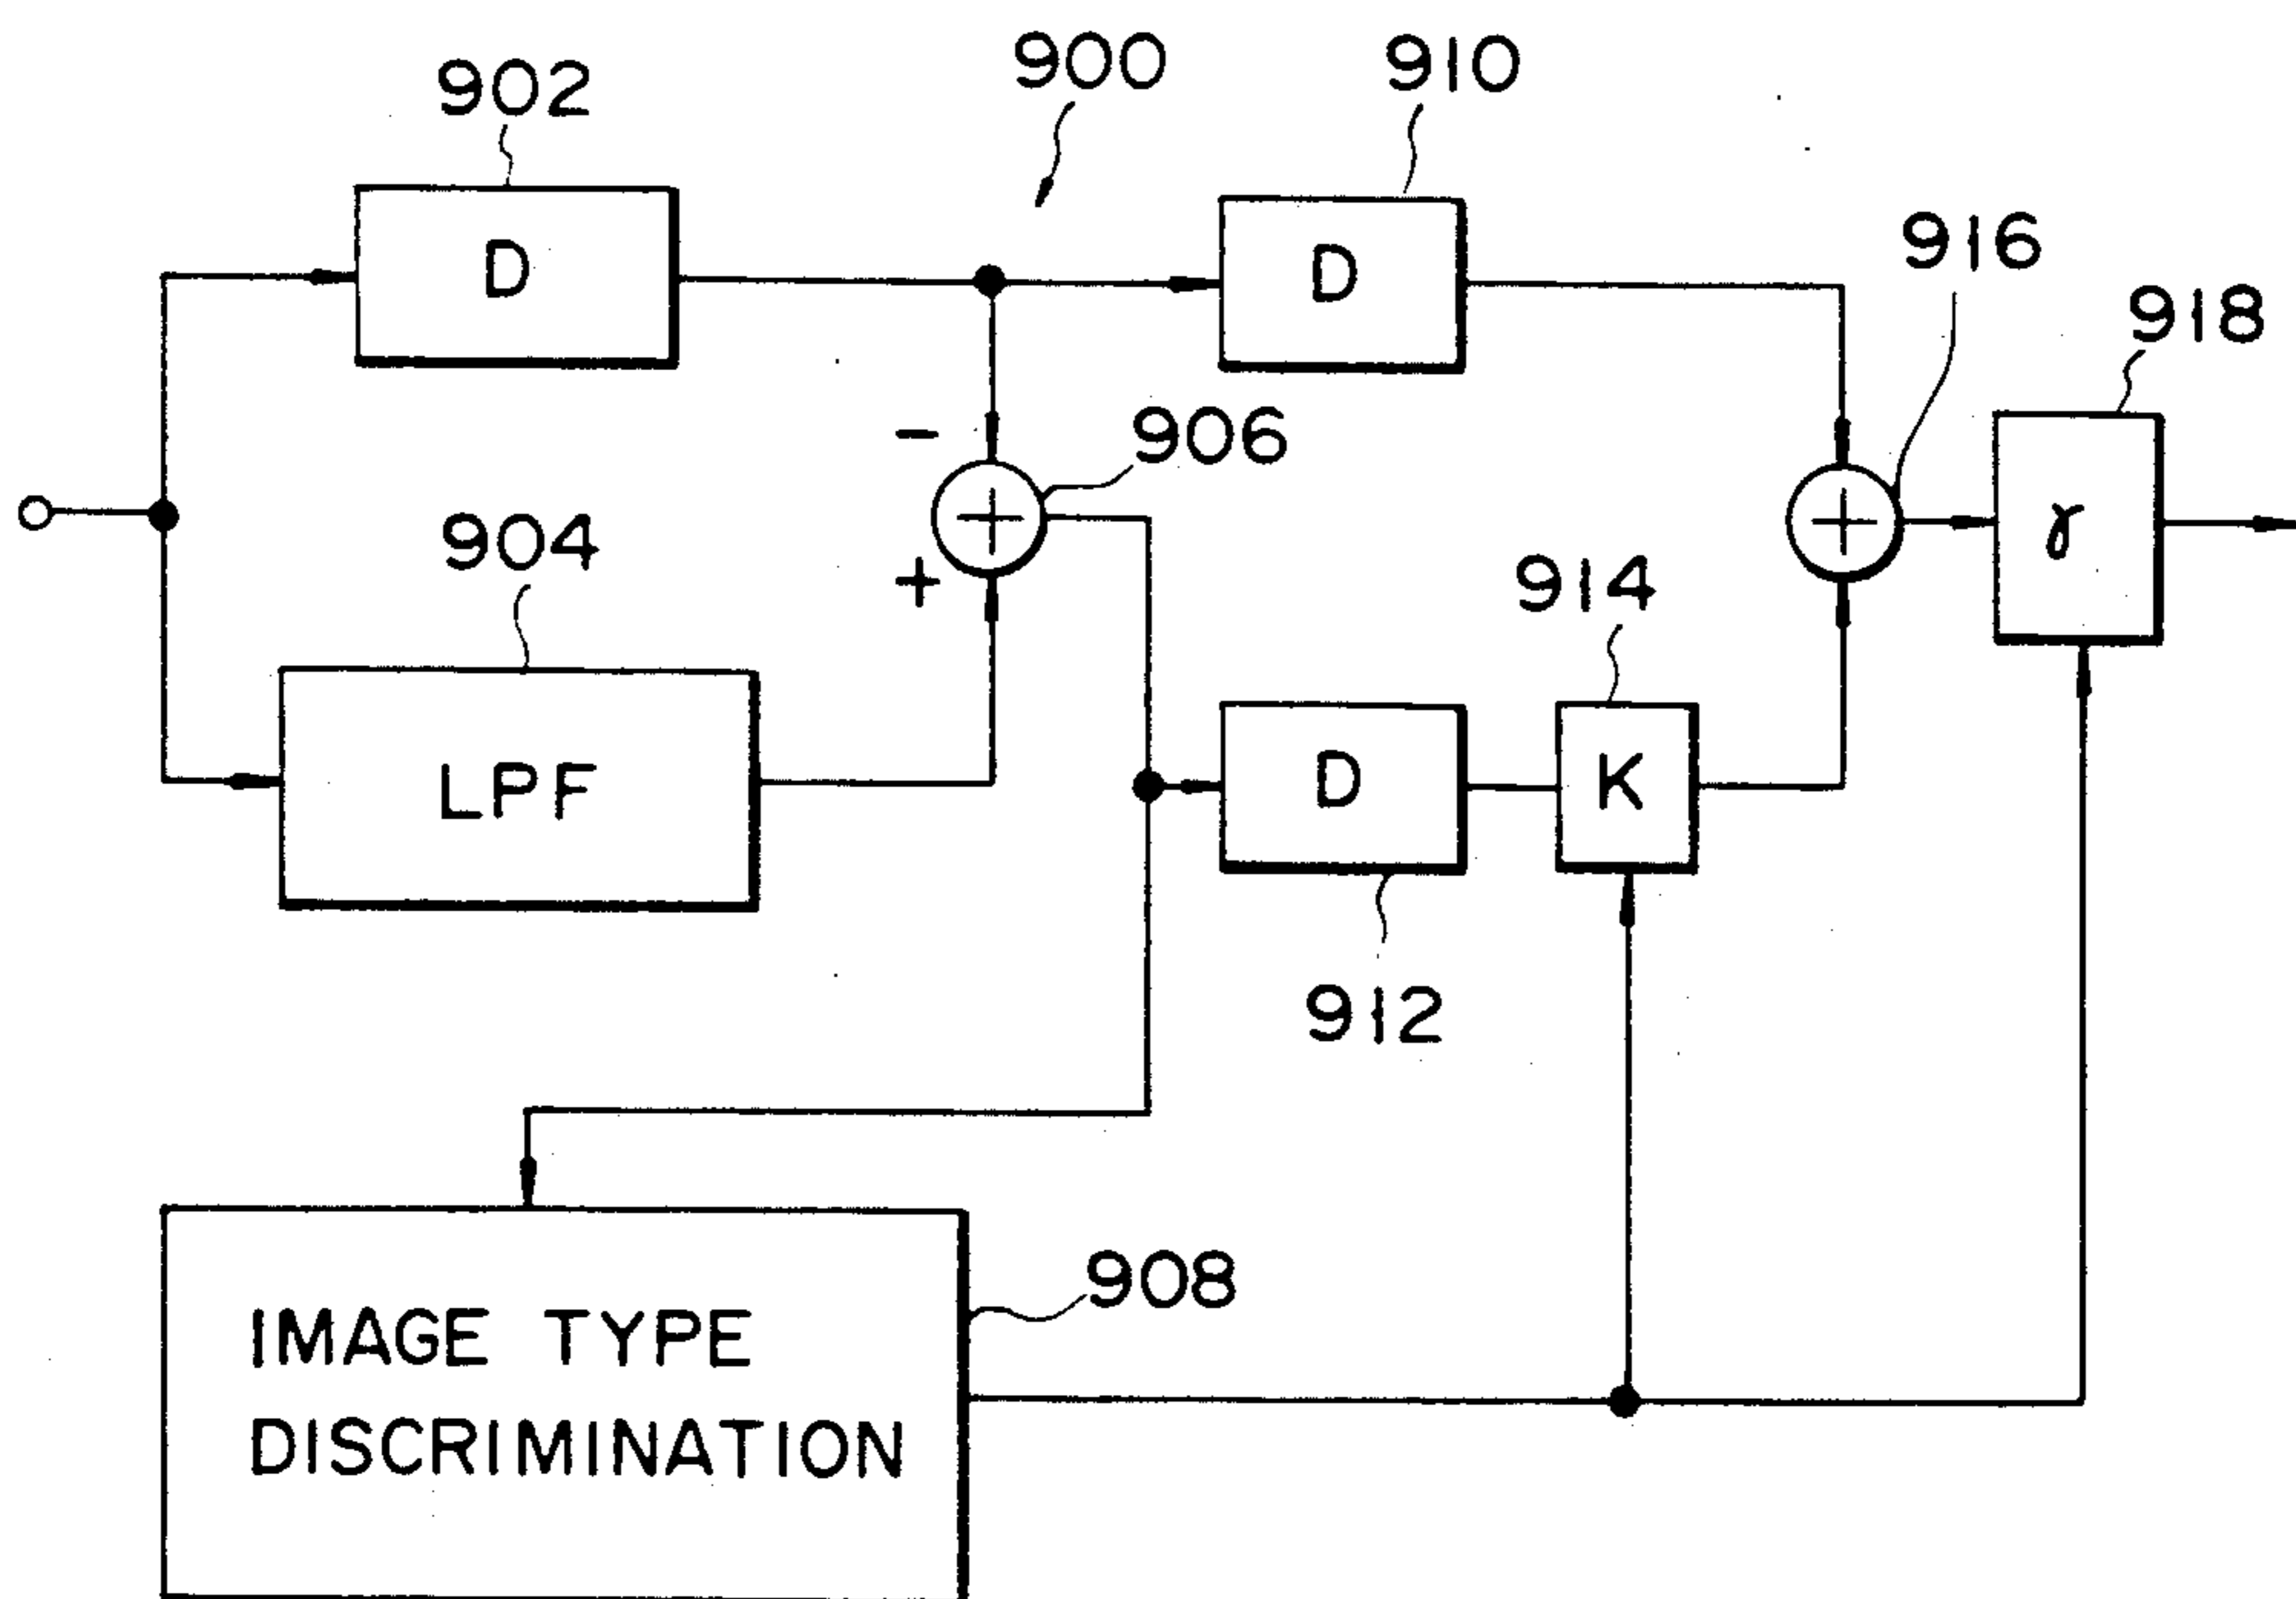 900
910
902
D
D
916
918
906
-
+
+
+
γ
904
914
LPF
D
K
912
908
IMAGE TYPE
DISCRIMINATION